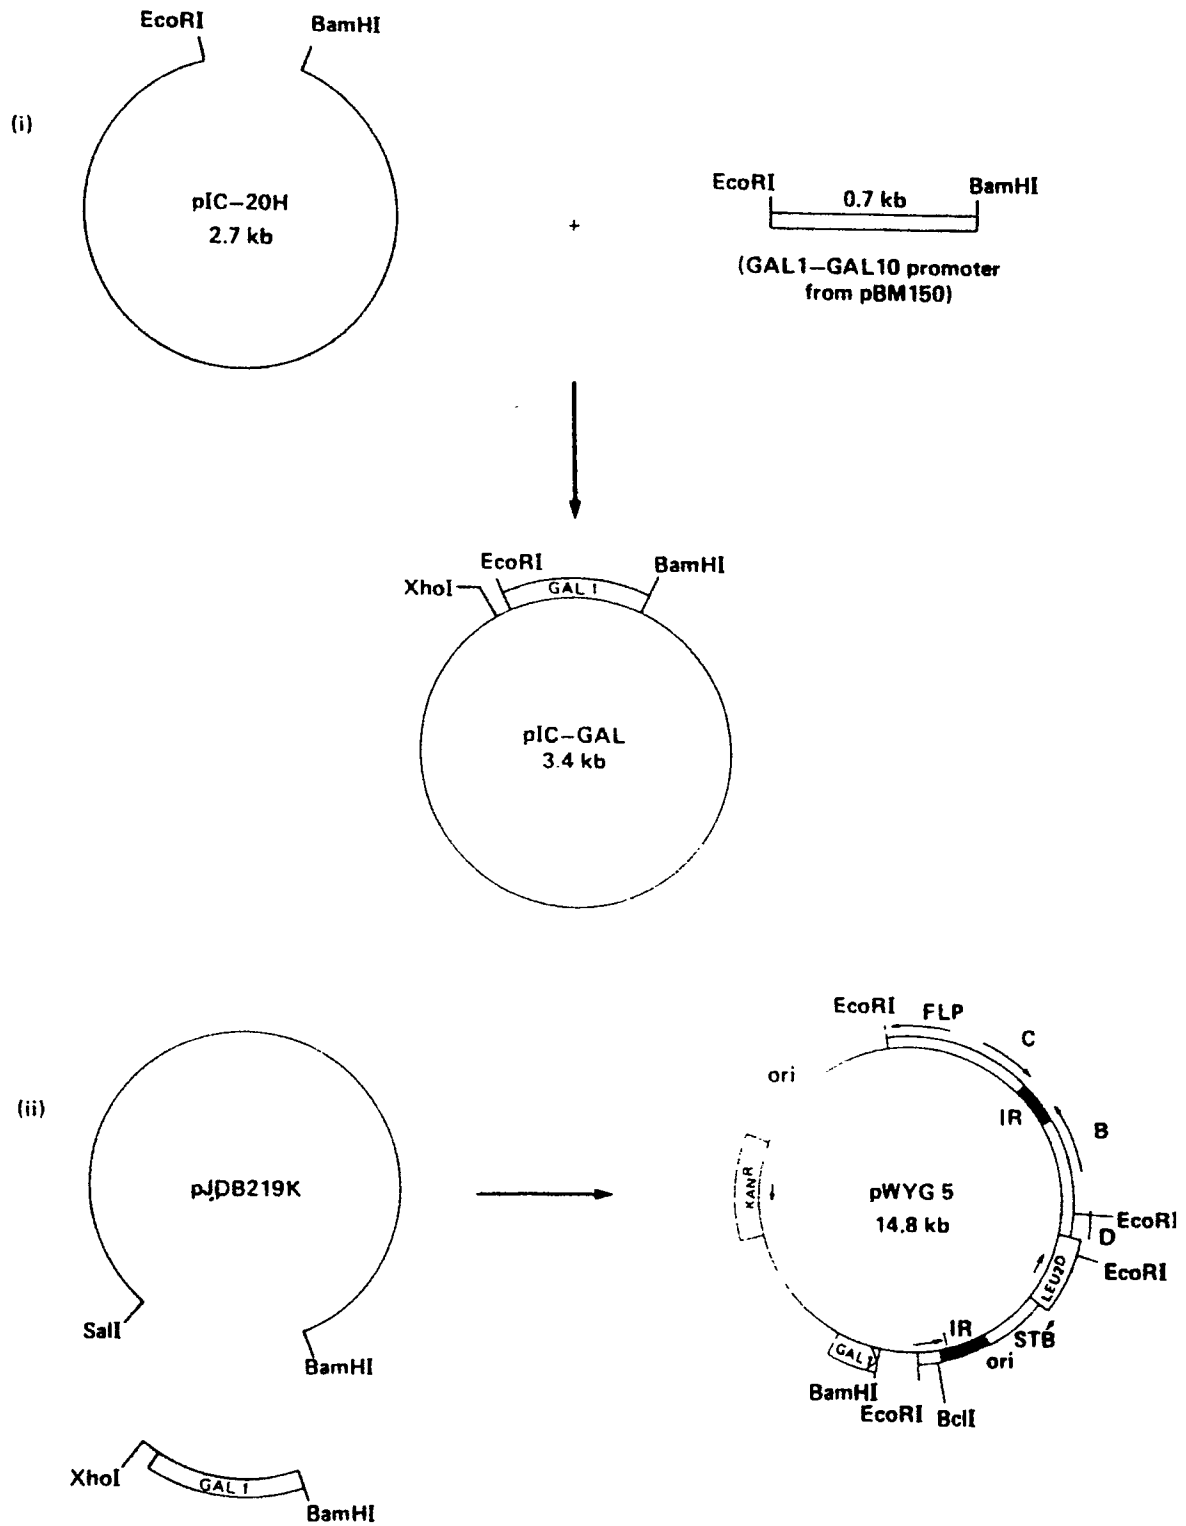 EcoRI
BamHI
(i)
pIC–20H
2.7 kb
+
EcoRI
0.7 kb
BamHI
(GAL1–GAL10 promoter
from pBM150)
XhoI
EcoRI
GAL 1
BamHI
pIC–GAL
3.4 kb
(ii)
pJDB219K
SalI
BamHI
XhoI
GAL 1
BamHI
EcoRI
FLP
C
ori
IR
B
KANR
pWYG 5
14.8 kb
EcoRI
D
EcoRI
LEU2D
STB
IR
ori
GAL 1
BamHI
EcoRI
BclI